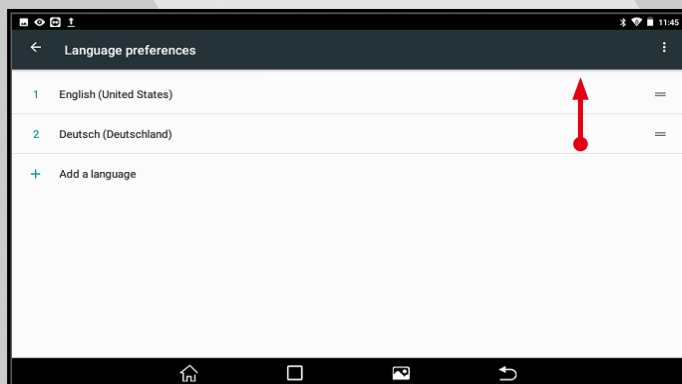 11:45
Language preferences
1 English (United States)
2 Deutsch (Deutschland)
+ Add a language